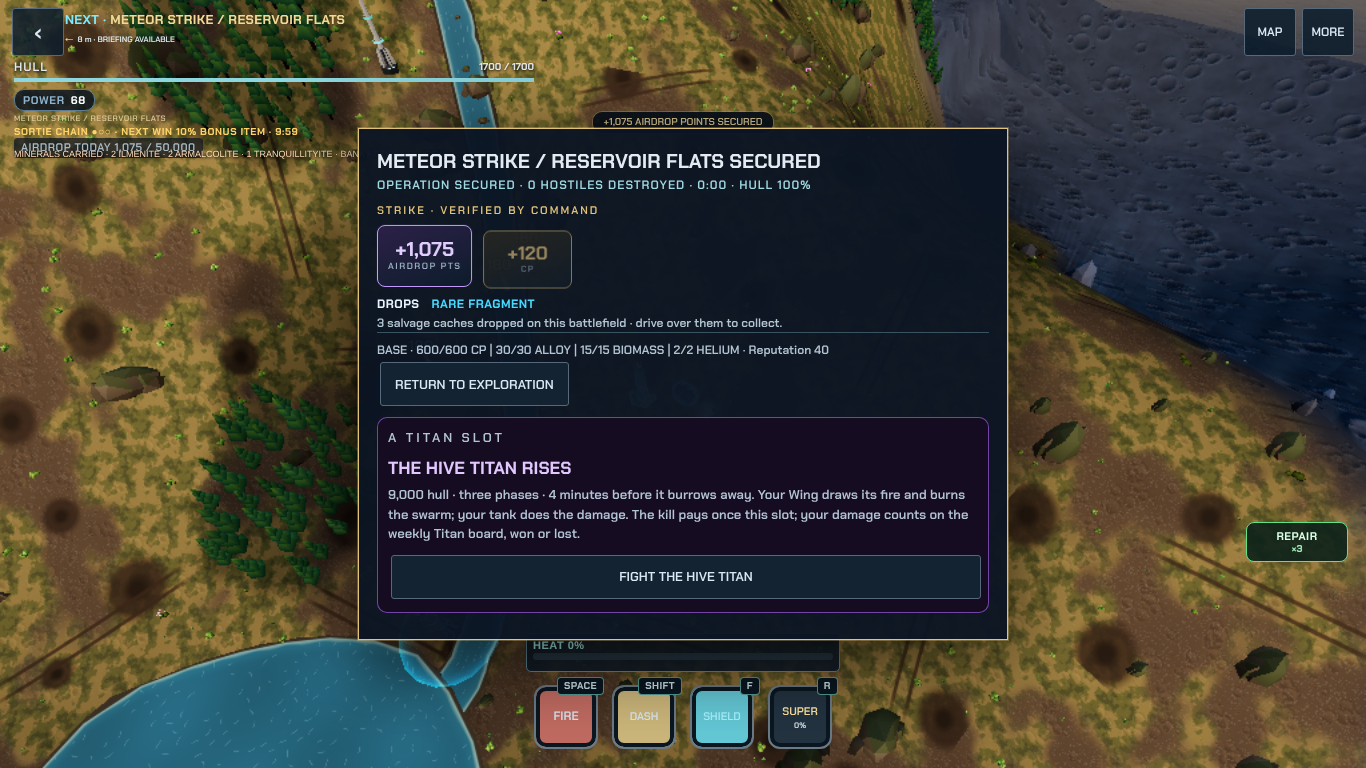 ‹
NEXT · METEOR STRIKE / RESERVOIR FLATS
← 8 m · BRIEFING AVAILABLE
MAP
MORE
HULL
1700 / 1700
POWER 68
METEOR STRIKE / RESERVOIR FLATS
SORTIE CHAIN ●○○ · NEXT WIN 10% BONUS ITEM · 9:59
AIRDROP TODAY 1,075 / 50,000
MINERALS CARRIED · 2 ILMENITE · 2 ARMALCOLITE · 1 TRANQUILLITYITE · BAN
+1,075 AIRDROP POINTS SECURED
METEOR STRIKE / RESERVOIR FLATS SECURED
OPERATION SECURED · 0 HOSTILES DESTROYED · 0:00 · HULL 100%
STRIKE · VERIFIED BY COMMAND
+1,075
AIRDROP PTS
+120
CP
DROPS RARE FRAGMENT
3 salvage caches dropped on this battlefield · drive over them to collect.
BASE · 600/600 CP | 30/30 ALLOY | 15/15 BIOMASS | 2/2 HELIUM · Reputation 40
RETURN TO EXPLORATION
A TITAN SLOT
THE HIVE TITAN RISES
9,000 hull · three phases · 4 minutes before it burrows away. Your Wing draws its fire and burns
the swarm; your tank does the damage. The kill pays once this slot; your damage counts on the
weekly Titan board, won or lost.
FIGHT THE HIVE TITAN
REPAIR
×3
HEAT 0%
SPACE
FIRE
SHIFT
DASH
F
SHIELD
R
SUPER
0%